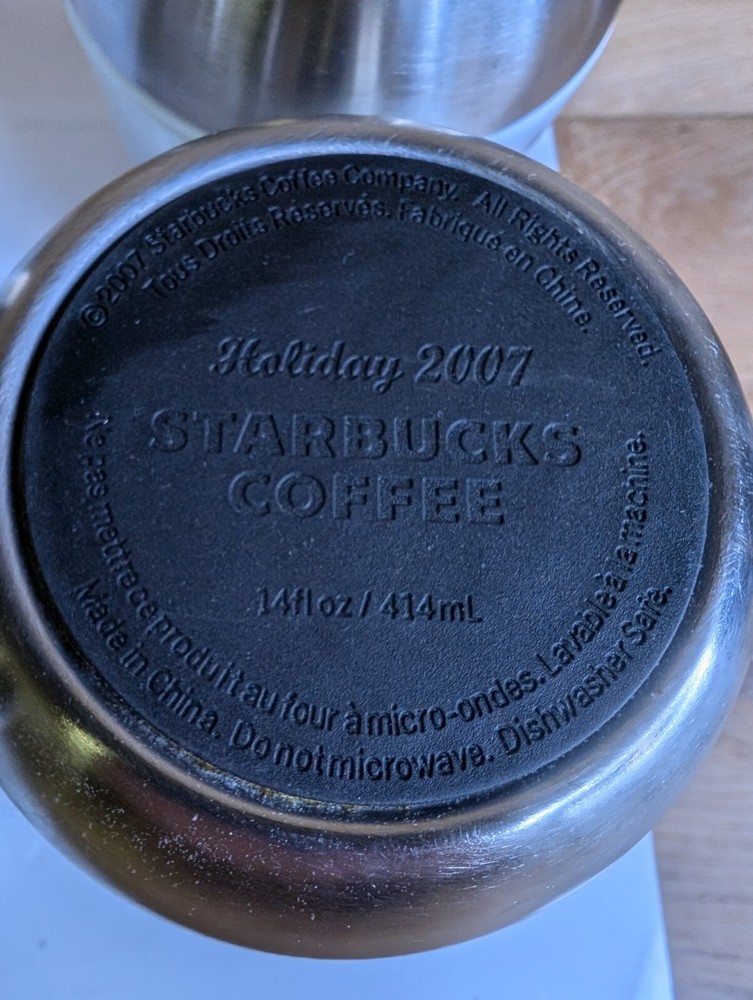 ©2007 Starbucks Coffee Company. All Rights Reserved.
Tous Droits Réservés. Fabriqué en Chine.
Holiday 2007
STARBUCKS
COFFEE
14fl oz / 414mL
Ne pas mettre ce produit au four à micro-ondes. Lavable à la machine.
Made in China. Do not microwave. Dishwasher Safe.